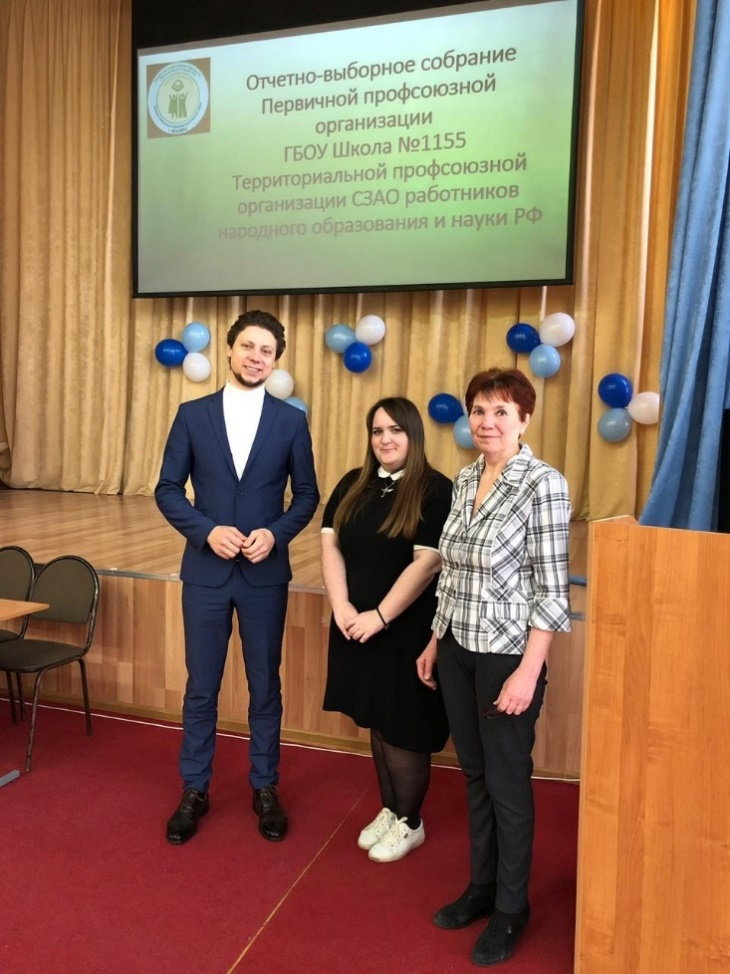 Отчетно-выборное собрание
Первичной профсоюзной
организации
ГБОУ Школа №1155
Территориальной профсоюзной
организации СЗАО работников
народного образования и науки РФ